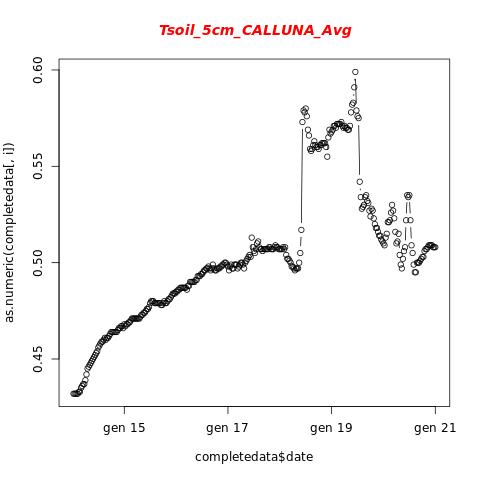 Tsoil_5cm_CALLUNA_Avg
as.numeric(completedata[, i])
0.60
0.55
0.50
0.45
gen 15
gen 17
gen 19
gen 21
completedata$date